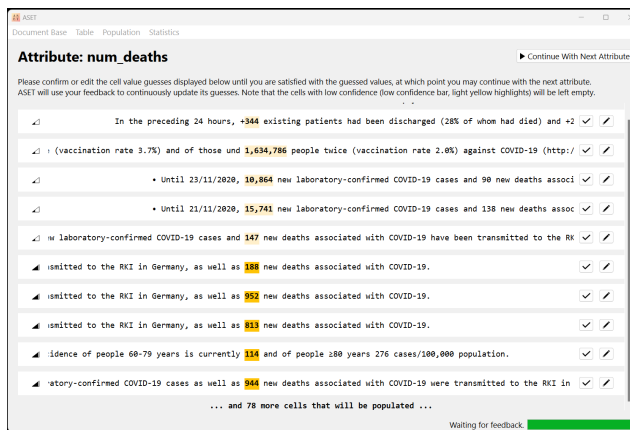 ASET
Document Base Table Population Statistics
Attribute: num_deaths
Continue With Next Attribute
Please confirm or edit the cell value guesses displayed below until you are satisfied with the guessed values, at which point you may continue with the next attribute.
ASET will use your feedback to continuously update its guesses. Note that the cells with low confidence (low confidence bar, light yellow highlights) will be left empty.
In the preceding 24 hours, +344 existing patients had been discharged (28% of whom had died) and +2
(vaccination rate 3.7%) and of those und 1,634,786 people twice (vaccination rate 2.0%) against COVID-19 (http:/
• Until 23/11/2020, 10,864 new laboratory-confirmed COVID-19 cases and 90 new deaths associ
• Until 21/11/2020, 15,741 new laboratory-confirmed COVID-19 cases and 138 new deaths assoc
ew laboratory-confirmed COVID-19 cases and 147 new deaths associated with COVID-19 have been transmitted to the RK
smitted to the RKI in Germany, as well as 188 new deaths associated with COVID-19.
smitted to the RKI in Germany, as well as 952 new deaths associated with COVID-19.
smitted to the RKI in Germany, as well as 813 new deaths associated with COVID-19.
idence of people 60-79 years is currently 114 and of people ≥80 years 276 cases/100,000 population.
ratory-confirmed COVID-19 cases as well as 944 new deaths associated with COVID-19 were transmitted to the RKI in
... and 78 more cells that will be populated ...
Waiting for feedback.